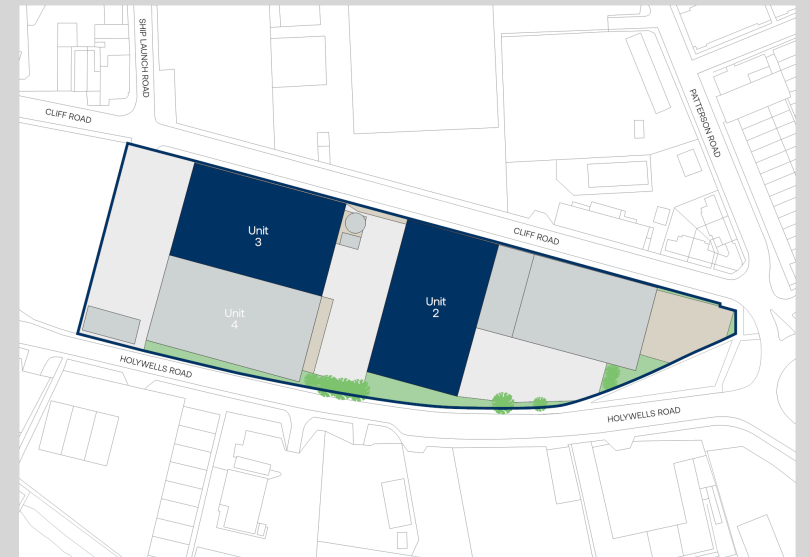 SHIP LAUNCH ROAD
CLIFF ROAD
PATTERSON ROAD
Unit
3
CLIFF ROAD
Unit
2
Unit
4
HOLYWELLS ROAD
HOLYWELLS ROAD